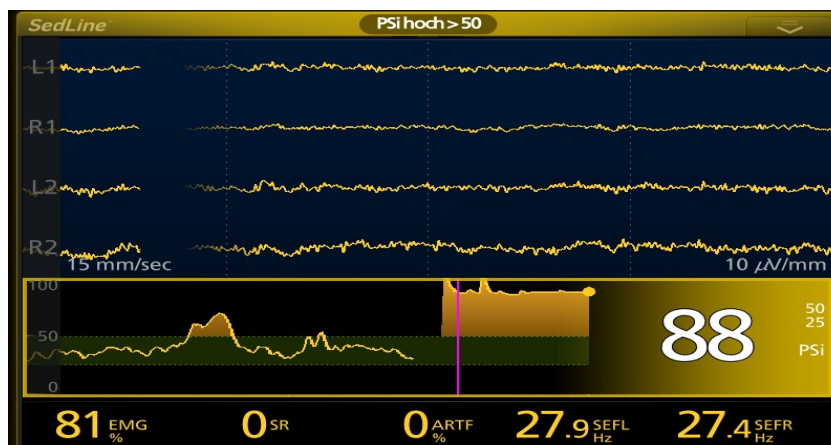 SedLine
PSi hoch > 50
L1
R1
L2
R2
15 mm/sec
10 µV/mm
100
50
0
88
50
25
PSi
81 EMG %
0 SR
0 ARTF %
27.9 SEFL Hz
27.4 SEFR Hz